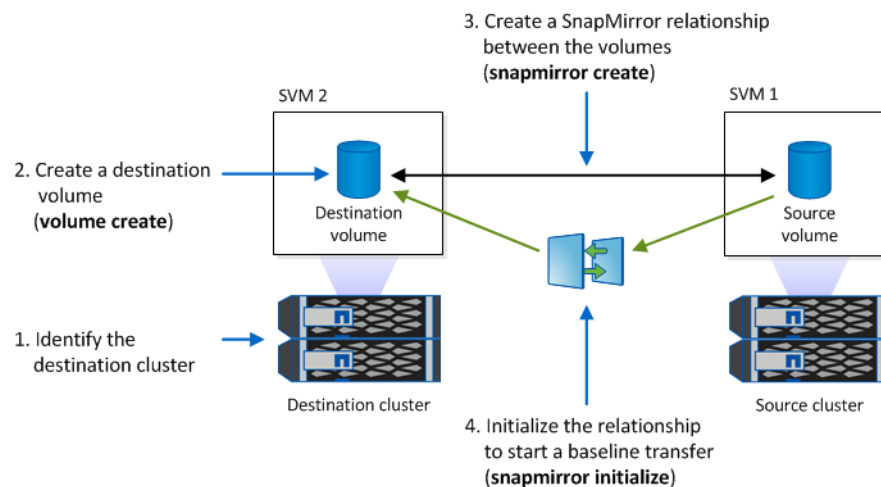 3. Create a SnapMirror relationship
between the volumes
(snapmirror create)
SVM 2
SVM 1
2. Create a destination
volume
(volume create)
Destination
volume
Source
volume
1. Identify the
destination cluster
Destination cluster
Source cluster
4. Initialize the relationship
to start a baseline transfer
(snapmirror initialize)